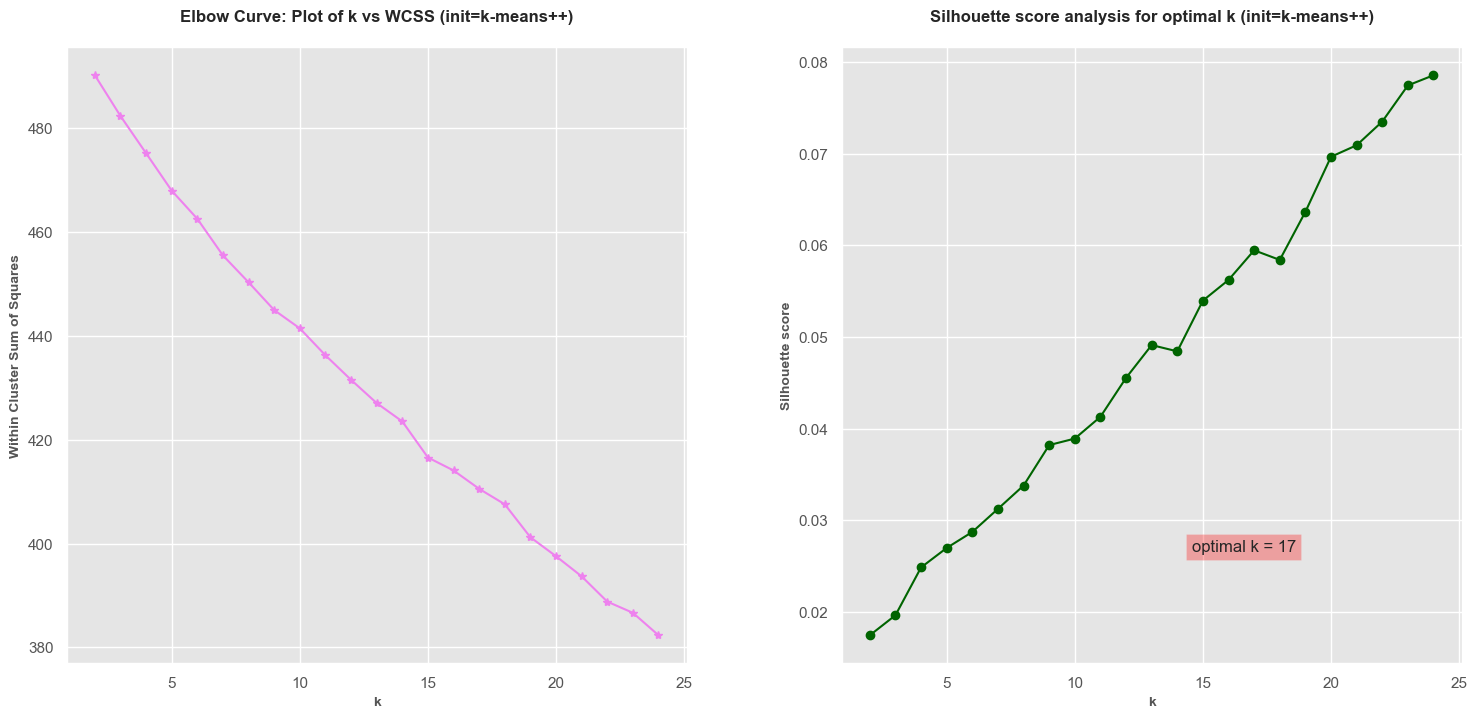 Elbow Curve: Plot of k vs WCSS (init=k-means++)
Within Cluster Sum of Squares
480
460
440
420
400
380
5 10 15 20 25
k
Silhouette score analysis for optimal k (init=k-means++)
Silhouette score
0.08
0.07
0.06
0.05
0.04
0.03
0.02
optimal k = 17
5 10 15 20 25
k